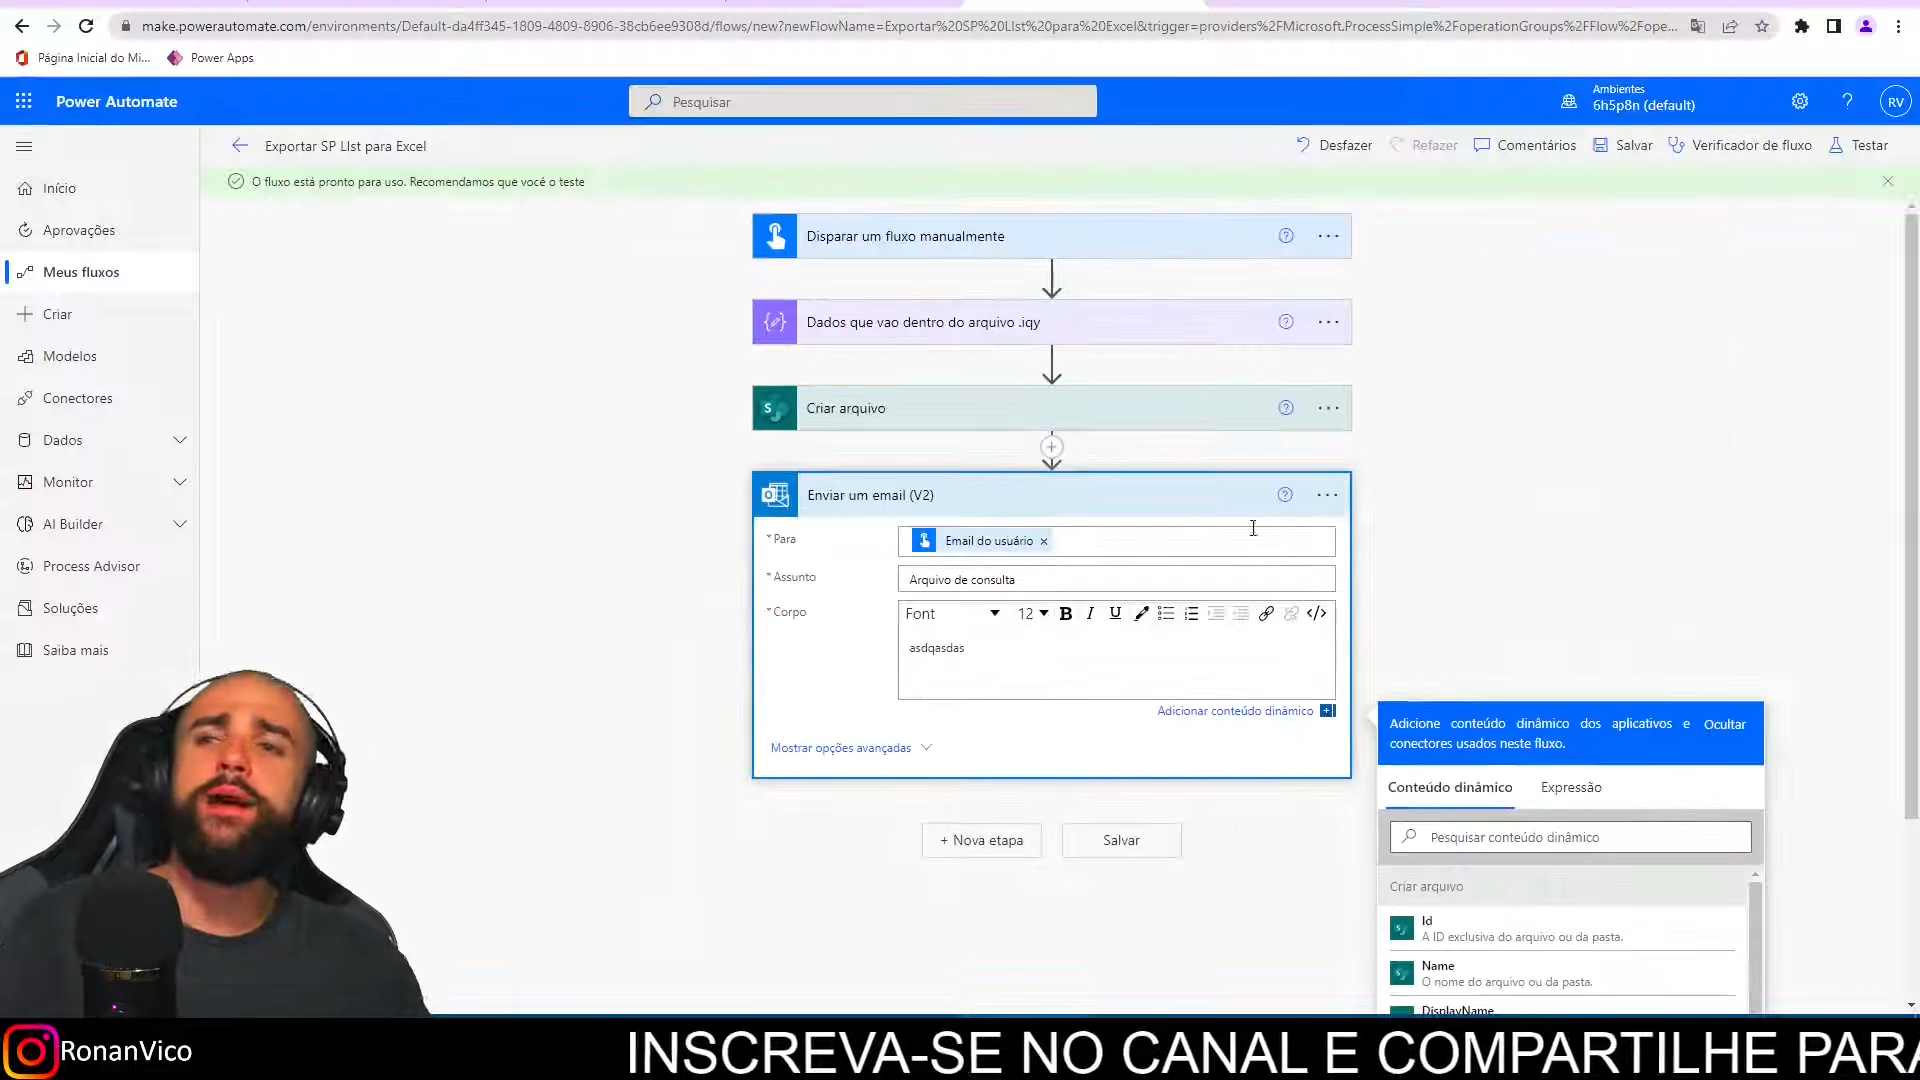 make.powerautomate.com/environments/Default-da4ff345-1809-4809-8906-38cb6ee9308d/flows/new?newFlowName=Exportar%20SP%20LIst%20para%20Excel&trigger=providers%2FMicrosoft.ProcessSimple%2FoperationGroups%2FFlow%2Fope...
Página Inicial do Mi...
Power Apps
Power Automate
Pesquisar
Ambientes
6h5p8n (default)
RV
Exportar SP LIst para Excel
Desfazer
Refazer
Comentários
Salvar
Verificador de fluxo
Testar
O fluxo está pronto para uso. Recomendamos que você o teste
Início
Aprovações
Meus fluxos
Criar
Modelos
Conectores
Dados
Monitor
AI Builder
Process Advisor
Soluções
Saiba mais
Disparar um fluxo manualmente
Dados que vao dentro do arquivo .iqy
Criar arquivo
Enviar um email (V2)
* Para
Email do usuário
* Assunto
Arquivo de consulta
* Corpo
Font
12
asdqasdas
Adicionar conteúdo dinâmico
Mostrar opções avançadas
+ Nova etapa
Salvar
Adicione conteúdo dinâmico dos aplicativos e
conectores usados neste fluxo.
Ocultar
Conteúdo dinâmico
Expressão
Pesquisar conteúdo dinâmico
Criar arquivo
Id
A ID exclusiva do arquivo ou da pasta.
Name
O nome do arquivo ou da pasta.
DisplayName
RonanVico
INSCREVA-SE NO CANAL E COMPARTILHE PARA